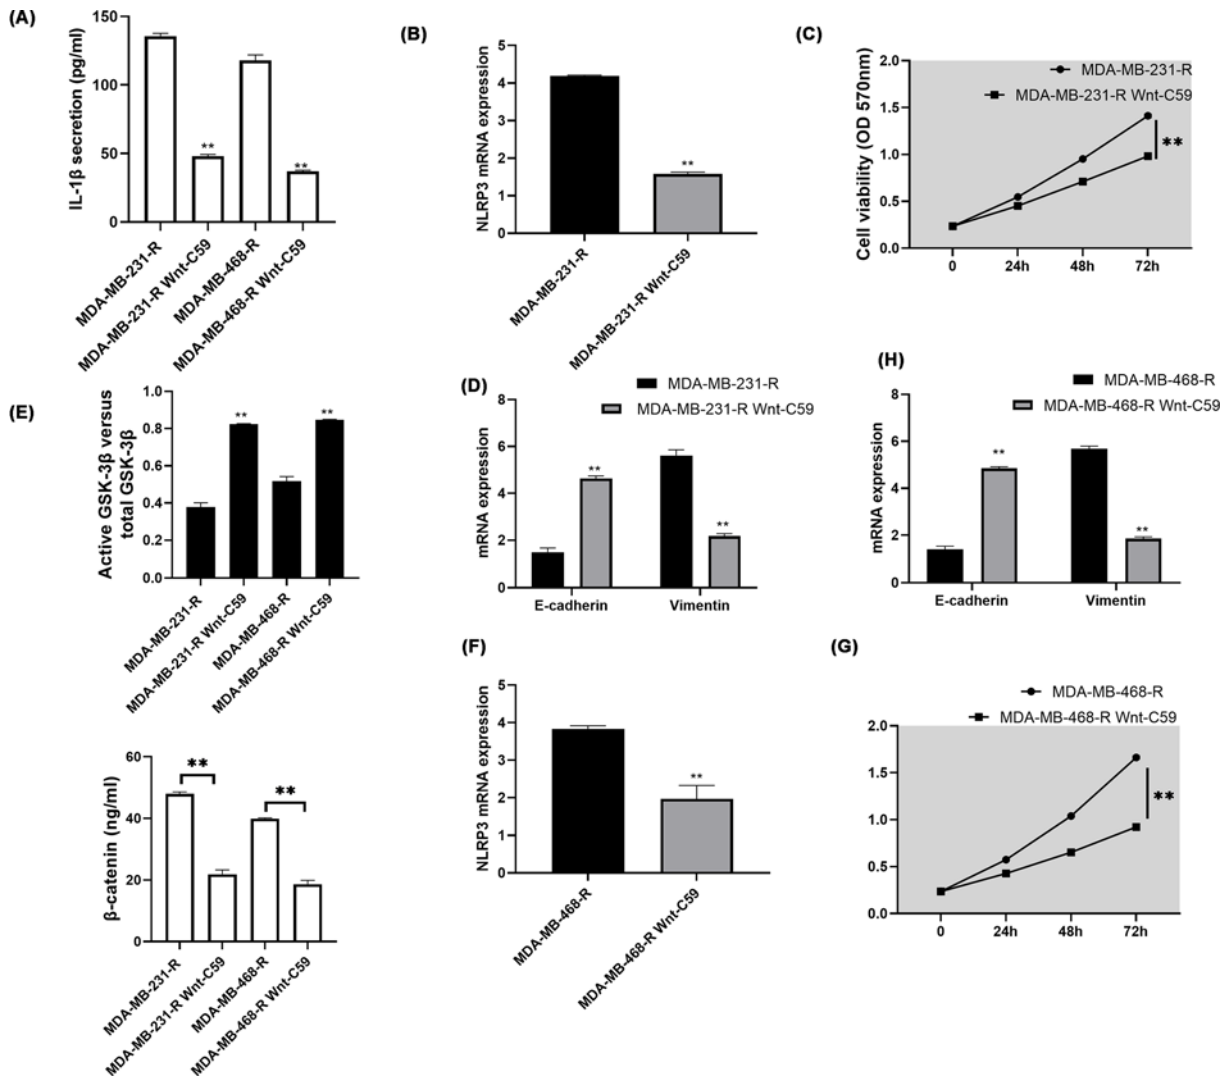 (A)
IL-1β secretion (pg/ml)
150
100
50
0
**
**
MDA-MB-231-R
MDA-MB-231-R Wnt-C59
MDA-MB-468-R
MDA-MB-468-R Wnt-C59
(B)
NLRP3 mRNA expression
5
4
3
2
1
0
**
MDA-MB-231-R
MDA-MB-231-R Wnt-C59
(C)
MDA-MB-231-R
MDA-MB-231-R Wnt-C59
Cell viability (OD 570nm)
2.0
1.5
1.0
0.5
0.0
**
0 24h 48h 72h
(E)
Active GSK-3β versus
total GSK-3β
1.0
0.8
0.6
0.4
0.2
0.0
**
**
MDA-MB-231-R
MDA-MB-231-R Wnt-C59
MDA-MB-468-R
MDA-MB-468-R Wnt-C59
(D)
MDA-MB-231-R
MDA-MB-231-R Wnt-C59
mRNA expression
8
6
4
2
0
**
**
E-cadherin Vimentin
(H)
MDA-MB-468-R
MDA-MB-468-R Wnt-C59
mRNA expression
8
6
4
2
0
**
**
E-cadherin Vimentin
β-catenin (ng/ml)
60
40
20
0
**
**
MDA-MB-231-R
MDA-MB-231-R Wnt-C59
MDA-MB-468-R
MDA-MB-468-R Wnt-C59
(F)
NLRP3 mRNA expression
5
4
3
2
1
0
**
MDA-MB-468-R
MDA-MB-468-R Wnt-C59
(G)
MDA-MB-468-R
MDA-MB-468-R Wnt-C59
2.0
1.5
1.0
0.5
0.0
**
0 24h 48h 72h